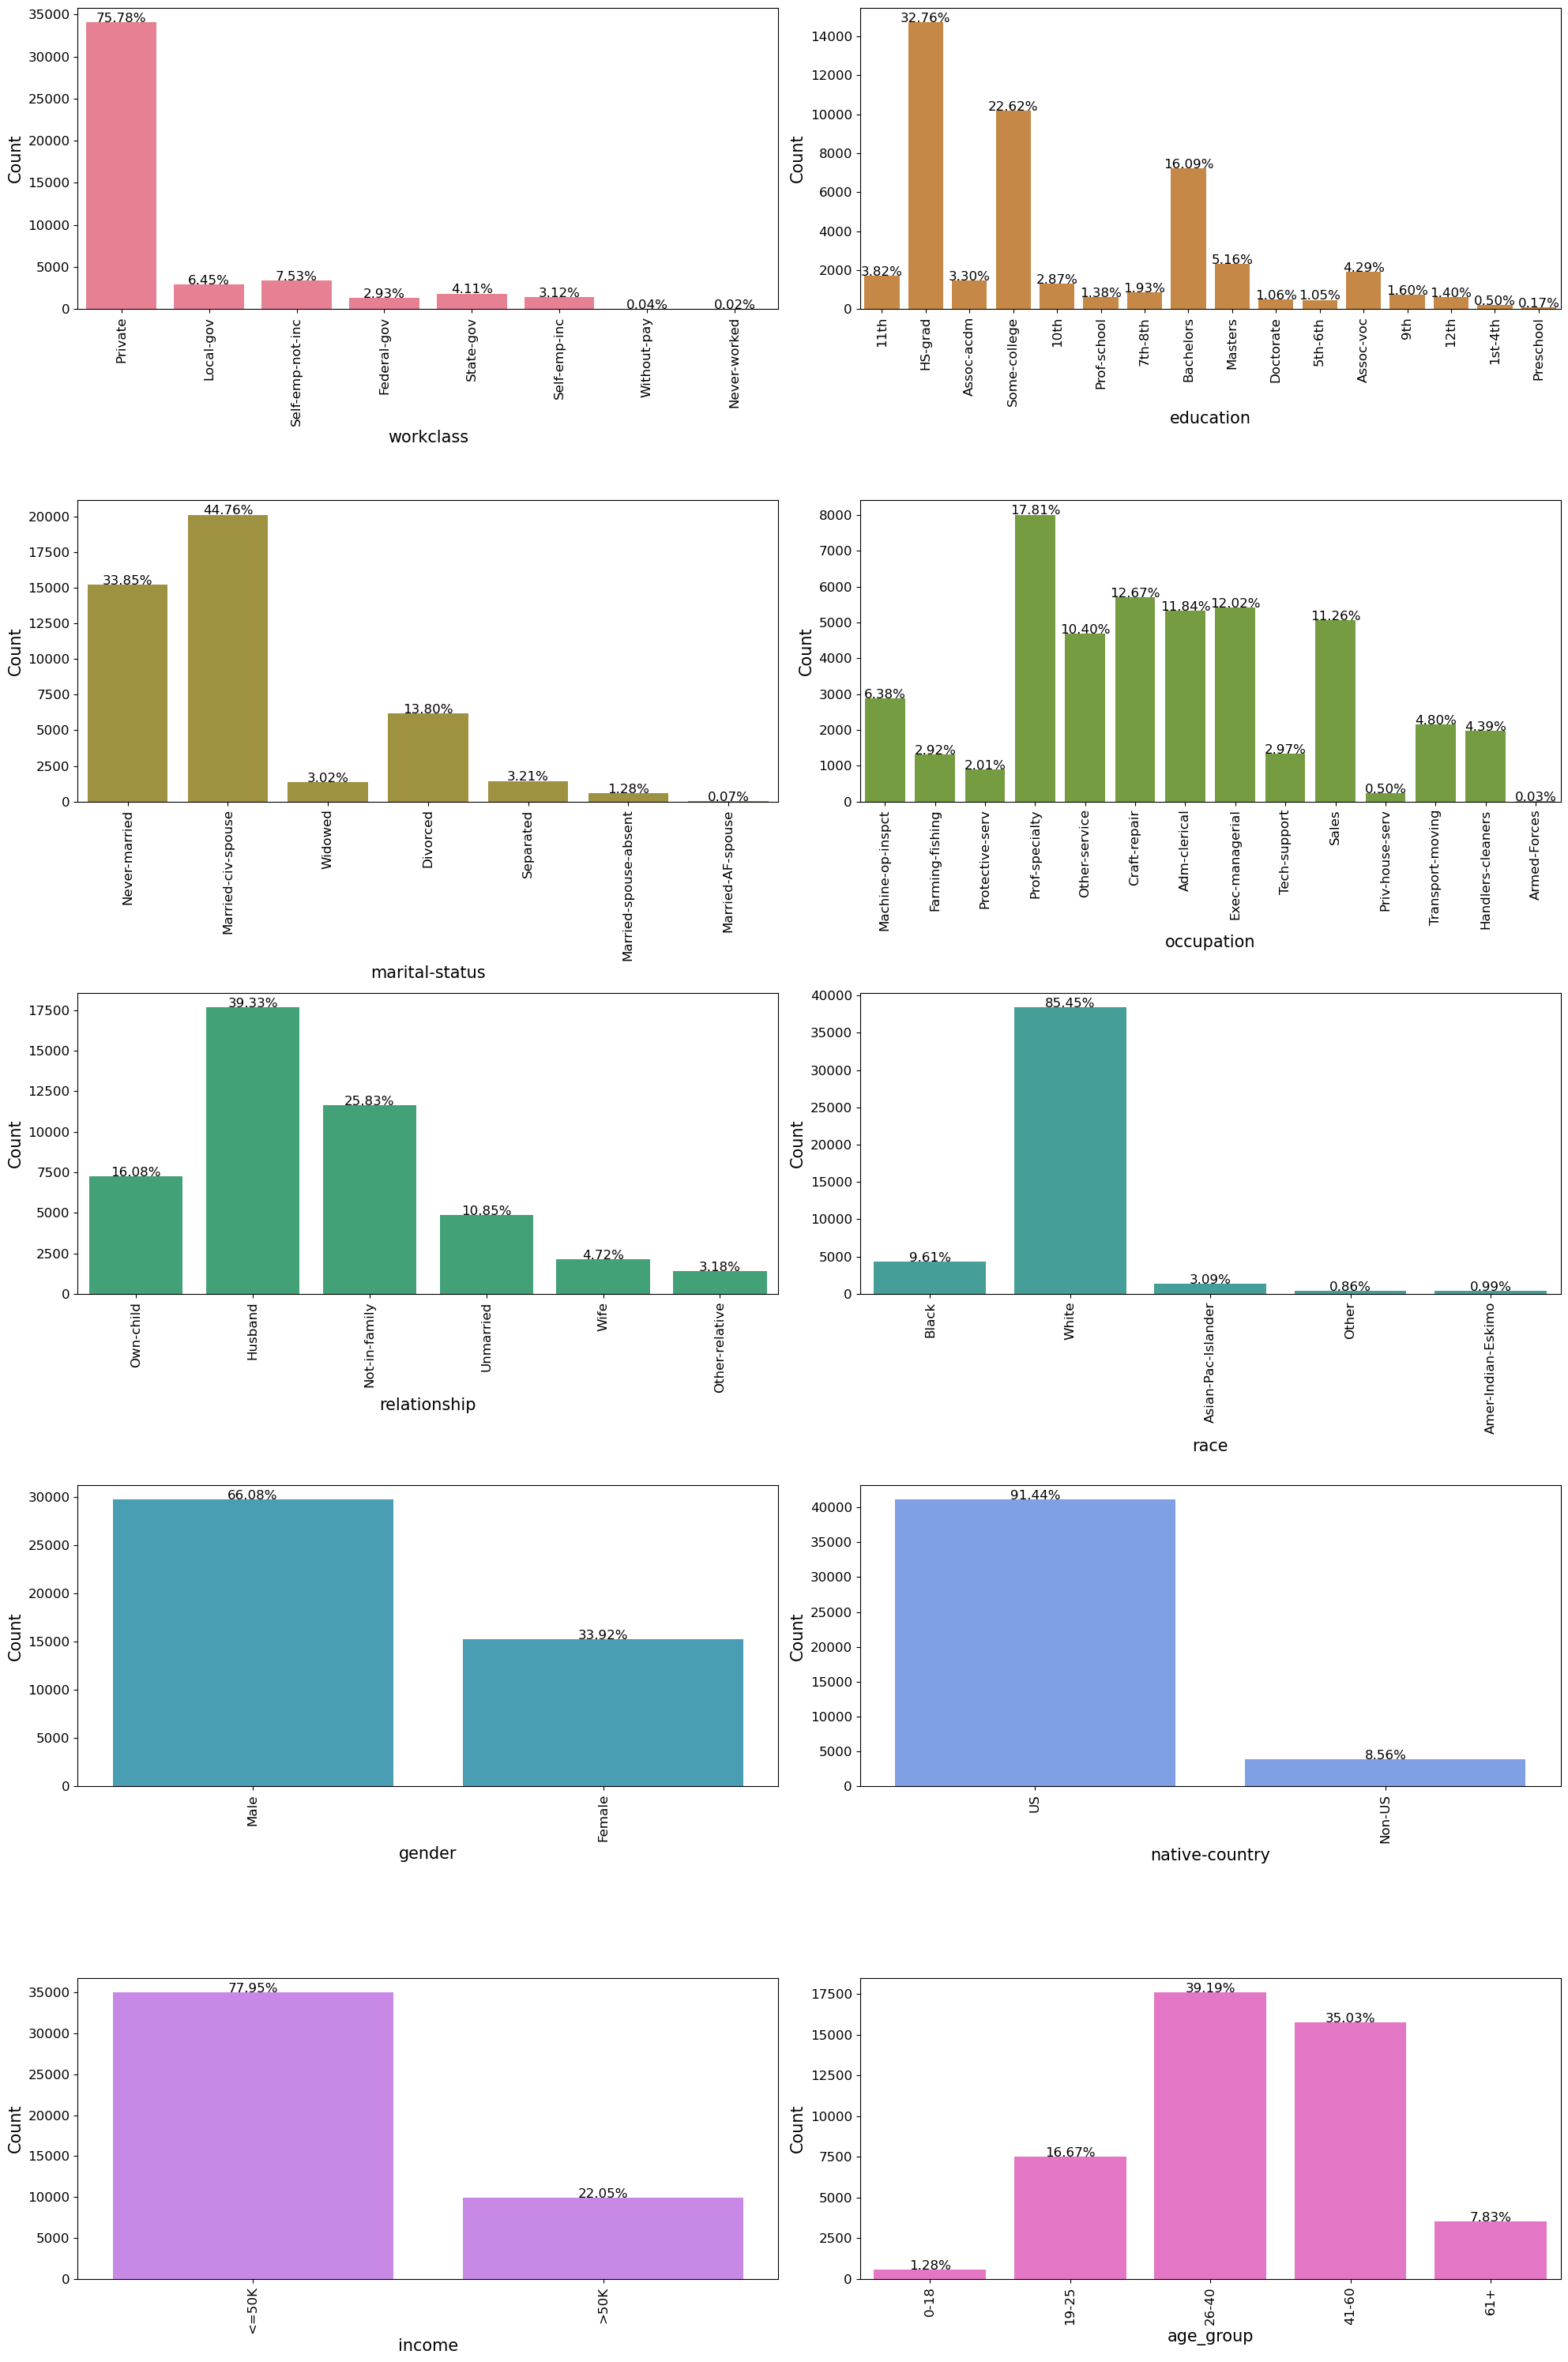 35000
30000
25000
20000
15000
10000
5000
0
Count
75.78%
6.45%
7.53%
2.93%
4.11%
3.12%
0.04%
0.02%
Private
Local-gov
Self-emp-not-inc
Federal-gov
State-gov
Self-emp-inc
Without-pay
Never-worked
workclass
14000
12000
10000
8000
6000
4000
2000
0
Count
3.82%
32.76%
3.30%
22.62%
2.87%
1.38%
1.93%
16.09%
5.16%
1.06%
1.05%
4.29%
1.60%
1.40%
0.50%
0.17%
11th
HS-grad
Assoc-acdm
Some-college
10th
Prof-school
7th-8th
Bachelors
Masters
Doctorate
5th-6th
Assoc-voc
9th
12th
1st-4th
Preschool
education
20000
17500
15000
12500
10000
7500
5000
2500
0
Count
33.85%
44.76%
3.02%
13.80%
3.21%
1.28%
0.07%
Never-married
Married-civ-spouse
Widowed
Divorced
Separated
Married-spouse-absent
Married-AF-spouse
marital-status
8000
7000
6000
5000
4000
3000
2000
1000
0
Count
6.38%
2.92%
2.01%
17.81%
10.40%
12.67%
11.84%
12.02%
2.97%
11.26%
0.50%
4.80%
4.39%
0.03%
Machine-op-inspct
Farming-fishing
Protective-serv
Prof-specialty
Other-service
Craft-repair
Adm-clerical
Exec-managerial
Tech-support
Sales
Priv-house-serv
Transport-moving
Handlers-cleaners
Armed-Forces
occupation
17500
15000
12500
10000
7500
5000
2500
0
Count
16.08%
39.33%
25.83%
10.85%
4.72%
3.18%
Own-child
Husband
Not-in-family
Unmarried
Wife
Other-relative
relationship
40000
35000
30000
25000
20000
15000
10000
5000
0
Count
9.61%
85.45%
3.09%
0.86%
0.99%
Black
White
Asian-Pac-Islander
Other
Amer-Indian-Eskimo
race
30000
25000
20000
15000
10000
5000
0
Count
66.08%
33.92%
Male
Female
gender
40000
35000
30000
25000
20000
15000
10000
5000
0
Count
91.44%
8.56%
US
Non-US
native-country
35000
30000
25000
20000
15000
10000
5000
0
Count
77.95%
22.05%
<=50K
>50K
income
17500
15000
12500
10000
7500
5000
2500
0
Count
1.28%
16.67%
39.19%
35.03%
7.83%
0-18
19-25
26-40
41-60
61+
age_group